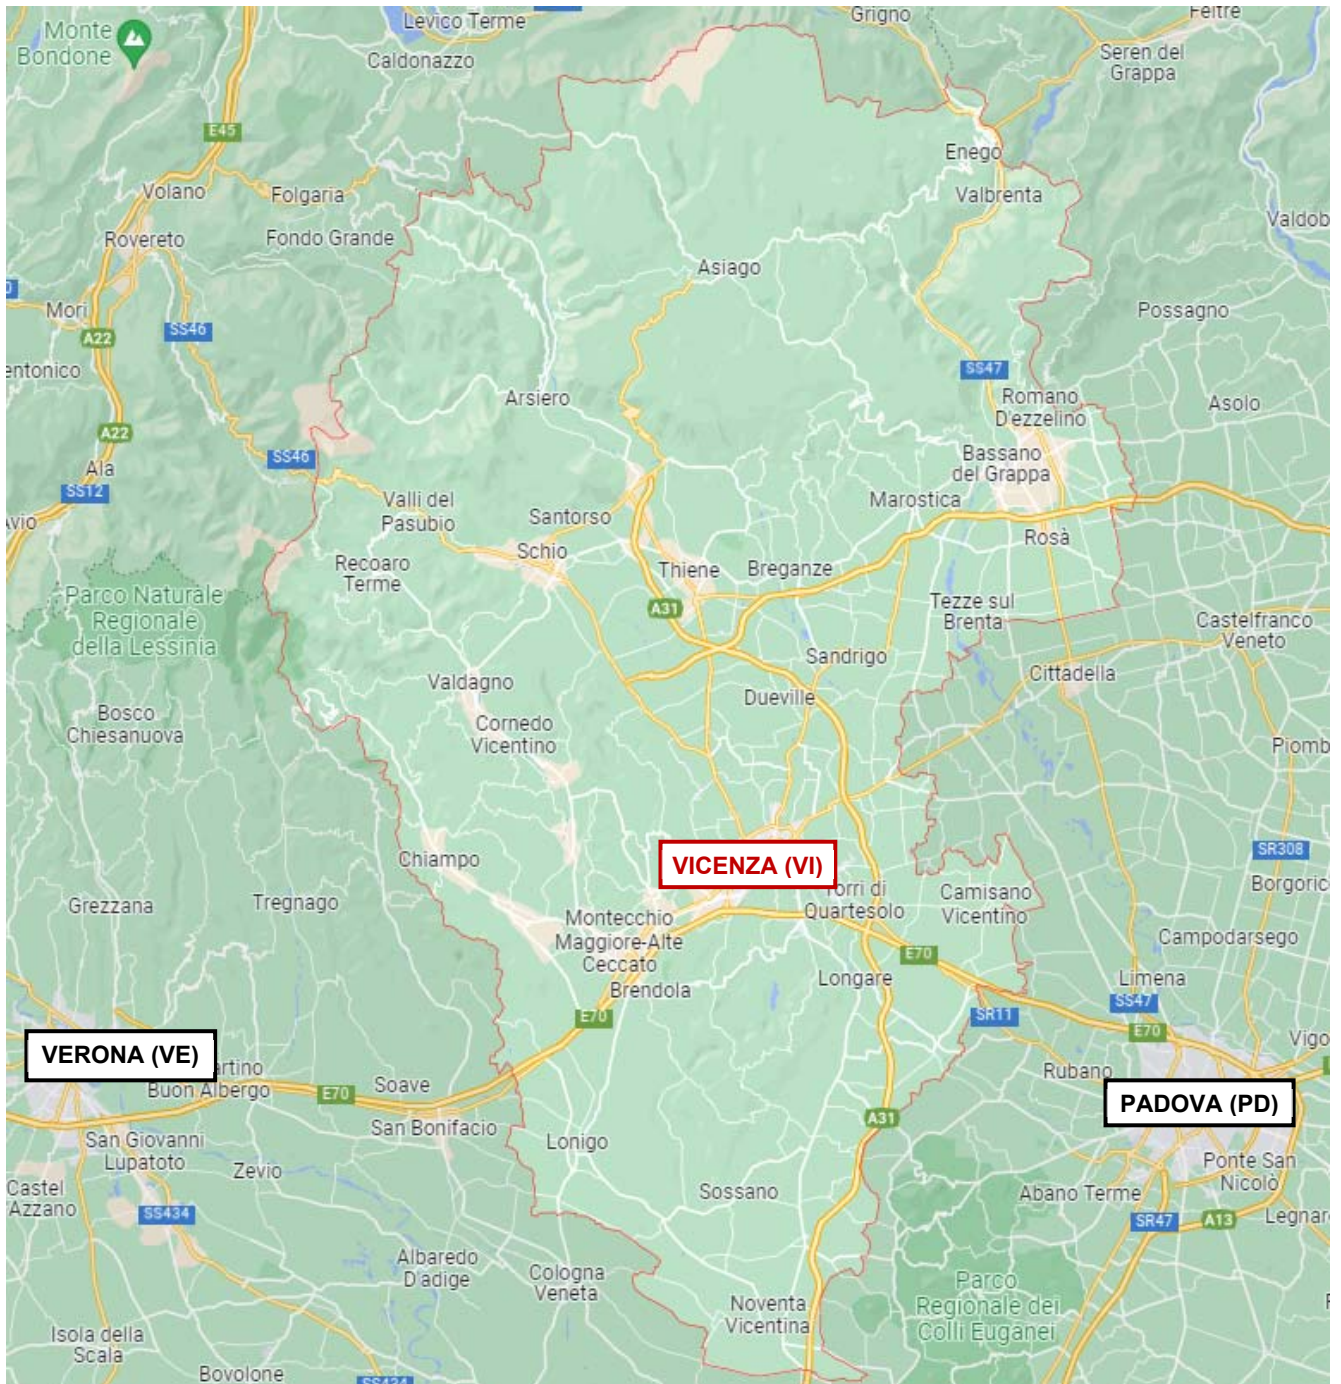 Grigno
Feltre
Levico Terme
Monte
Bondone
Caldonazzo
Seren del
Grappa
E45
Enego
Volano
Folgaria
Valbrenta
Valdob
Rovereto
Fondo Grande
Asiago
Mori
Possagno
SS46
A22
entonico
SS47
Arsiero
Romano
D'ezzelino
Asolo
A22
Bassano
del Grappa
SS46
Ala
SS12
Valli del
Pasubio
Marostica
Avio
Santorso
Rosà
Schio
Recoaro
Terme
Thiene
Breganze
Parco Naturale
Regionale
della Lessinia
A31
Tezze sul
Brenta
Castelfranco
Veneto
Sandrigo
Cittadella
Valdagno
Dueville
Bosco
Chiesanuova
Cornedo
Vicentino
Piomb
Chiampo
VICENZA (VI)
SR308
Torri di
Quartesolo
Camisano
Vicentino
Borgoric
Grezzana
Tregnago
Montecchio
Maggiore-Alte
Ceccato
Campodarsego
E70
Brendola
Longare
Limena
SS47
E70
SR11
E70
Vigo
VERONA (VE)
artino
Buon Albergo
E70
Soave
Rubano
PADOVA (PD)
San Bonifacio
A31
San Giovanni
Lupatoto
Lonigo
Zevio
Ponte San
Nicolò
Castel
'Azzano
Sossano
Abano Terme
SS434
SR47
A13
Legnar
Albaredo
D'adige
Cologna
Veneta
Parco
Regionale dei
Colli Euganei
Noventa
Vicentina
Isola della
Scala
Bovolone
SS434